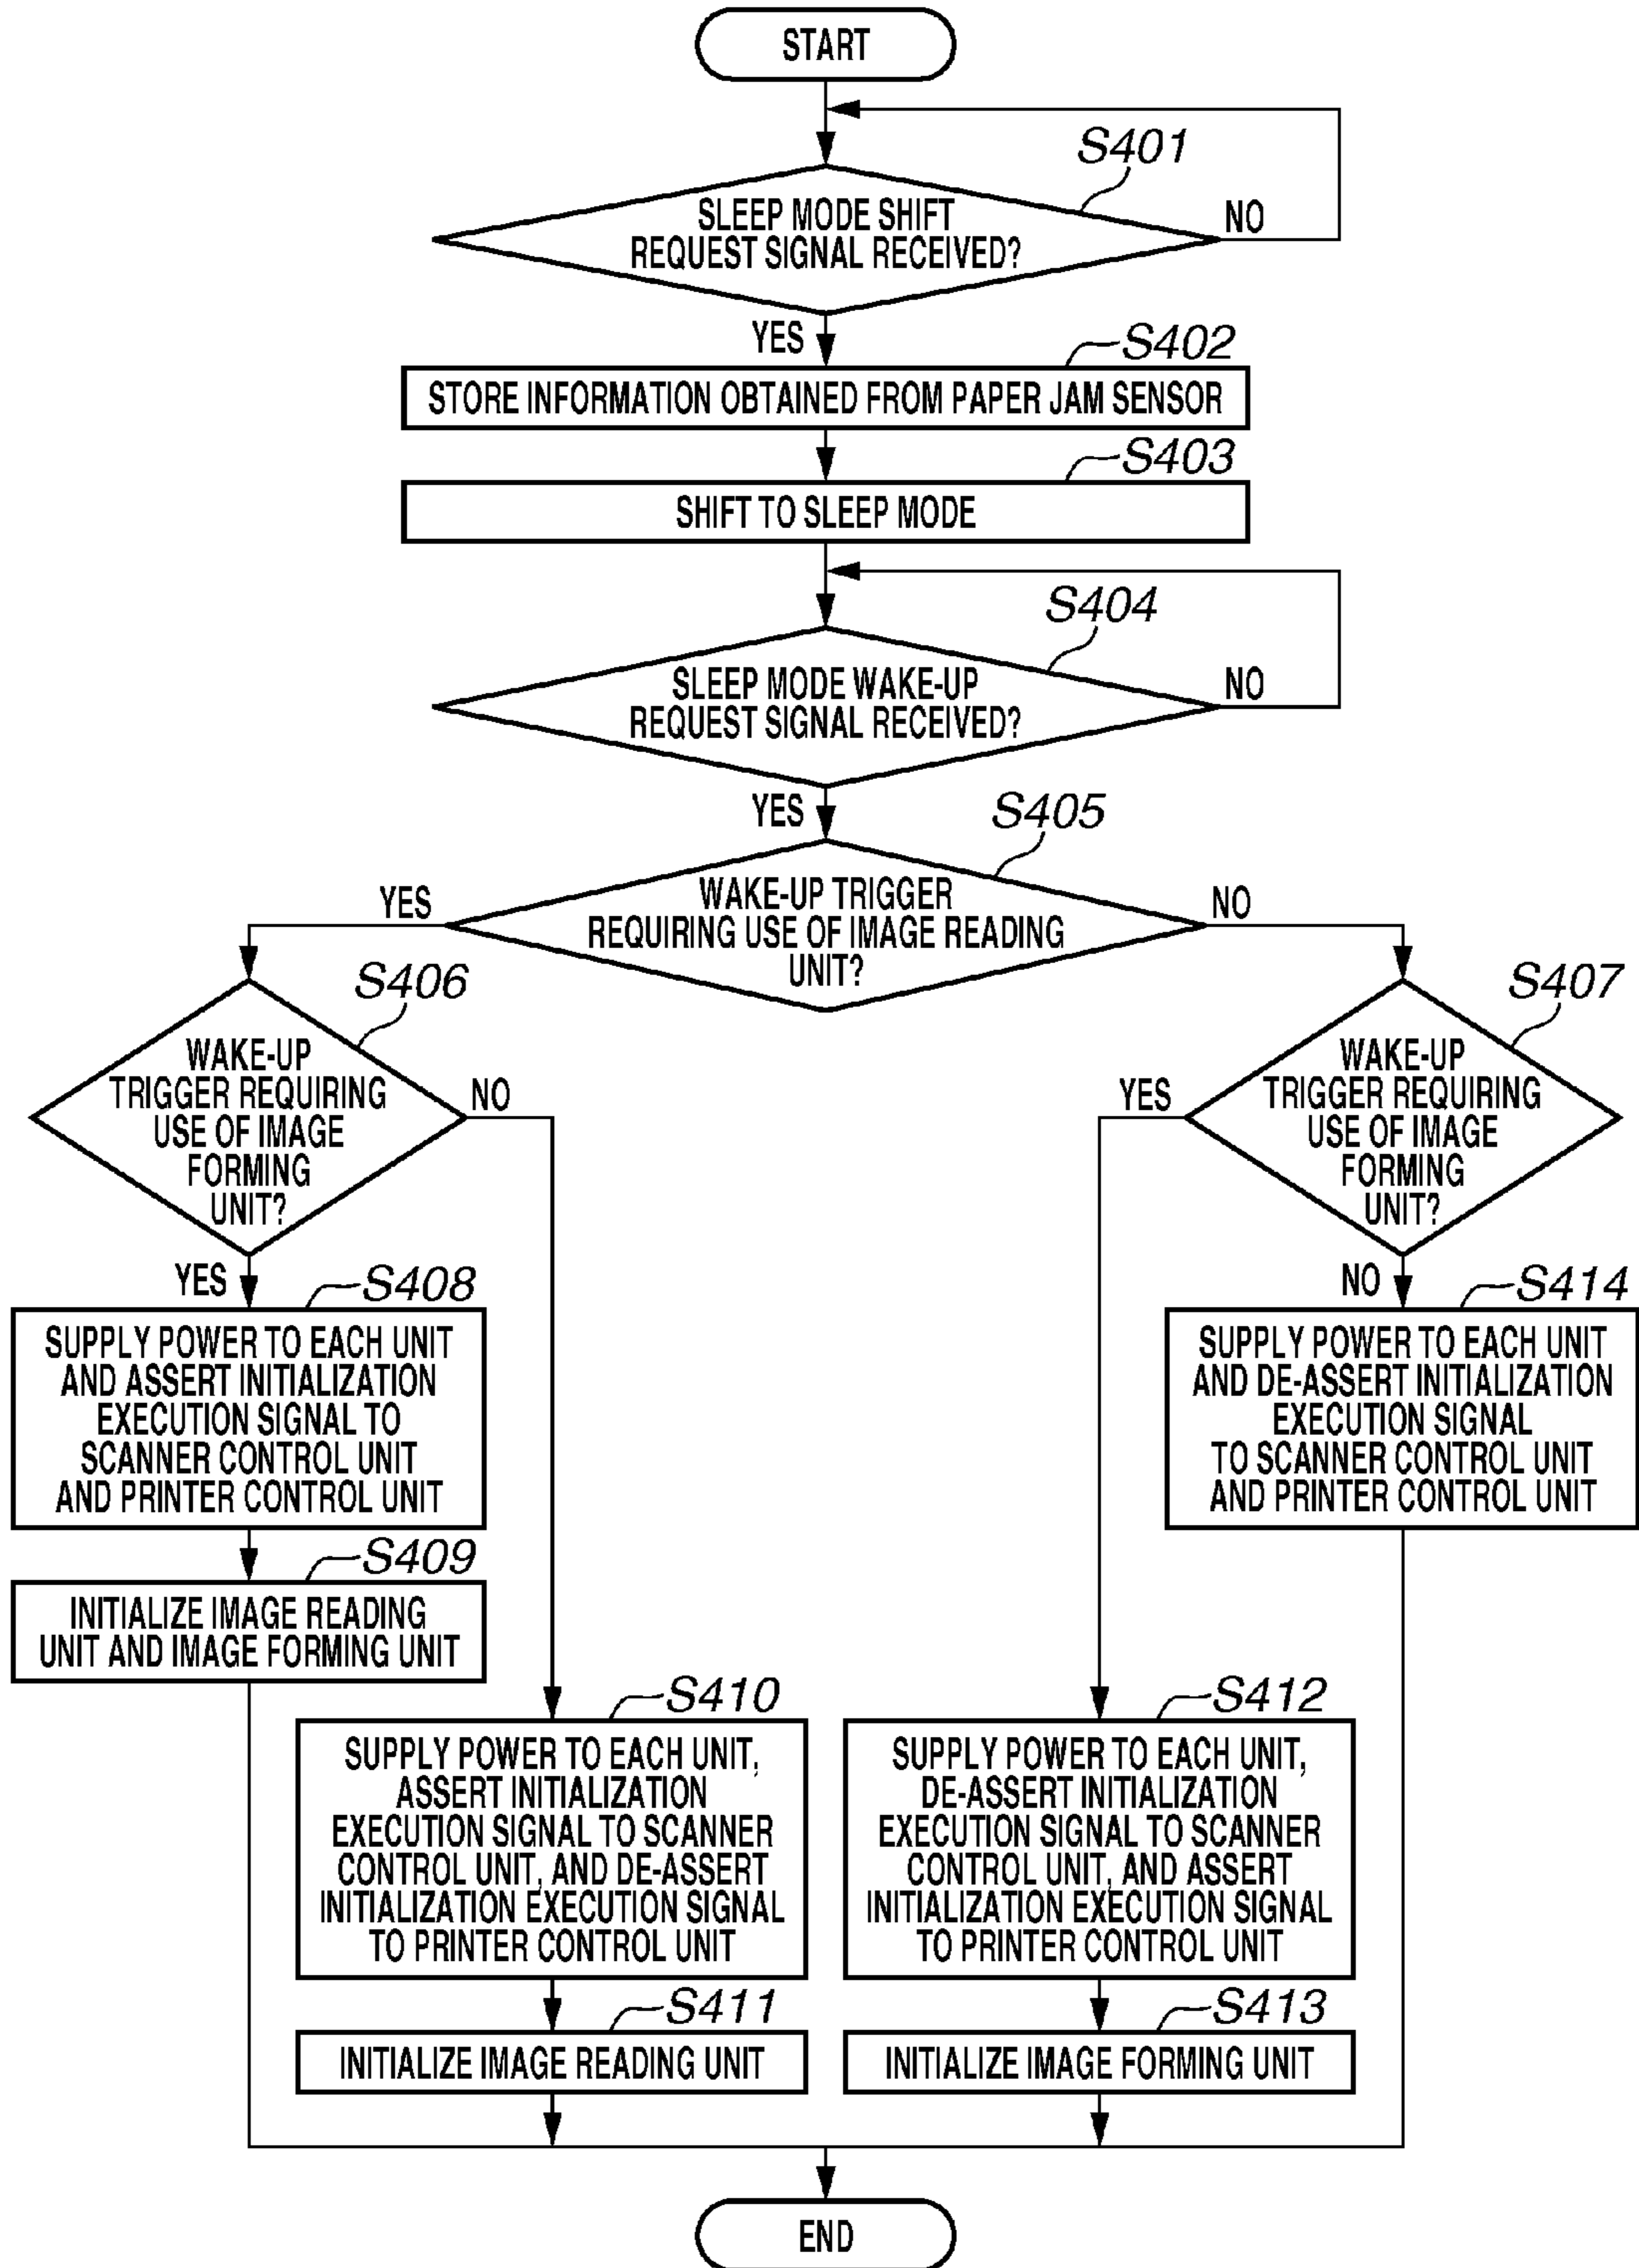 START
S401
SLEEP MODE SHIFT
REQUEST SIGNAL RECEIVED?
NO
YES
S402
STORE INFORMATION OBTAINED FROM PAPER JAM SENSOR
S403
SHIFT TO SLEEP MODE
S404
SLEEP MODE WAKE-UP
REQUEST SIGNAL RECEIVED?
NO
YES
S405
WAKE-UP TRIGGER
REQUIRING USE OF IMAGE READING
UNIT?
YES
NO
S406
WAKE-UP
TRIGGER REQUIRING
USE OF IMAGE
FORMING
UNIT?
NO
YES
S407
WAKE-UP
TRIGGER REQUIRING
USE OF IMAGE
FORMING
UNIT?
YES
NO
S408
SUPPLY POWER TO EACH UNIT
AND ASSERT INITIALIZATION
EXECUTION SIGNAL TO
SCANNER CONTROL UNIT
AND PRINTER CONTROL UNIT
S414
SUPPLY POWER TO EACH UNIT
AND DE-ASSERT INITIALIZATION
EXECUTION SIGNAL
TO SCANNER CONTROL UNIT
AND PRINTER CONTROL UNIT
S409
INITIALIZE IMAGE READING
UNIT AND IMAGE FORMING UNIT
S410
SUPPLY POWER TO EACH UNIT,
ASSERT INITIALIZATION
EXECUTION SIGNAL TO SCANNER
CONTROL UNIT, AND DE-ASSERT
INITIALIZATION EXECUTION SIGNAL
TO PRINTER CONTROL UNIT
S412
SUPPLY POWER TO EACH UNIT,
DE-ASSERT INITIALIZATION
EXECUTION SIGNAL TO SCANNER
CONTROL UNIT, AND ASSERT
INITIALIZATION EXECUTION SIGNAL
TO PRINTER CONTROL UNIT
S411
INITIALIZE IMAGE READING UNIT
S413
INITIALIZE IMAGE FORMING UNIT
END